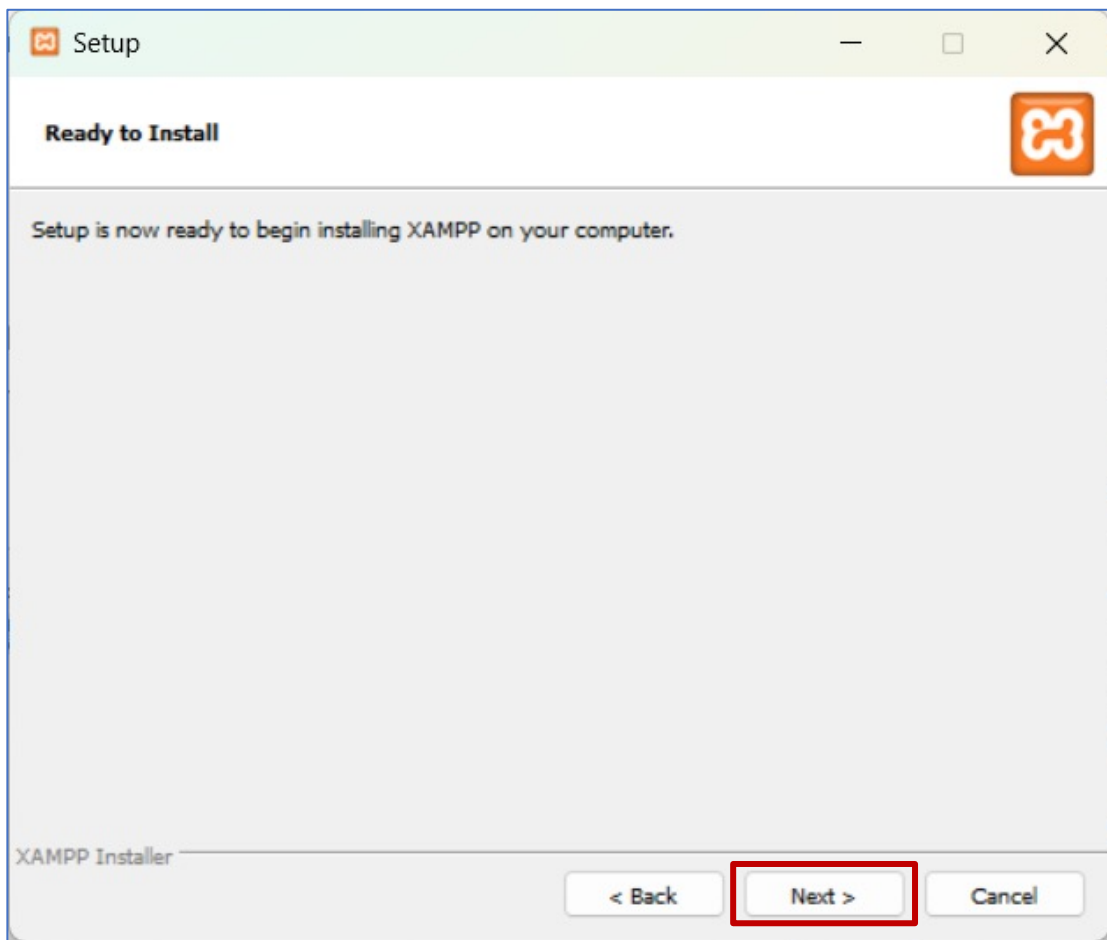 Setup
Ready to Install
Setup is now ready to begin installing XAMPP on your computer.
XAMPP Installer
< Back Next > Cancel